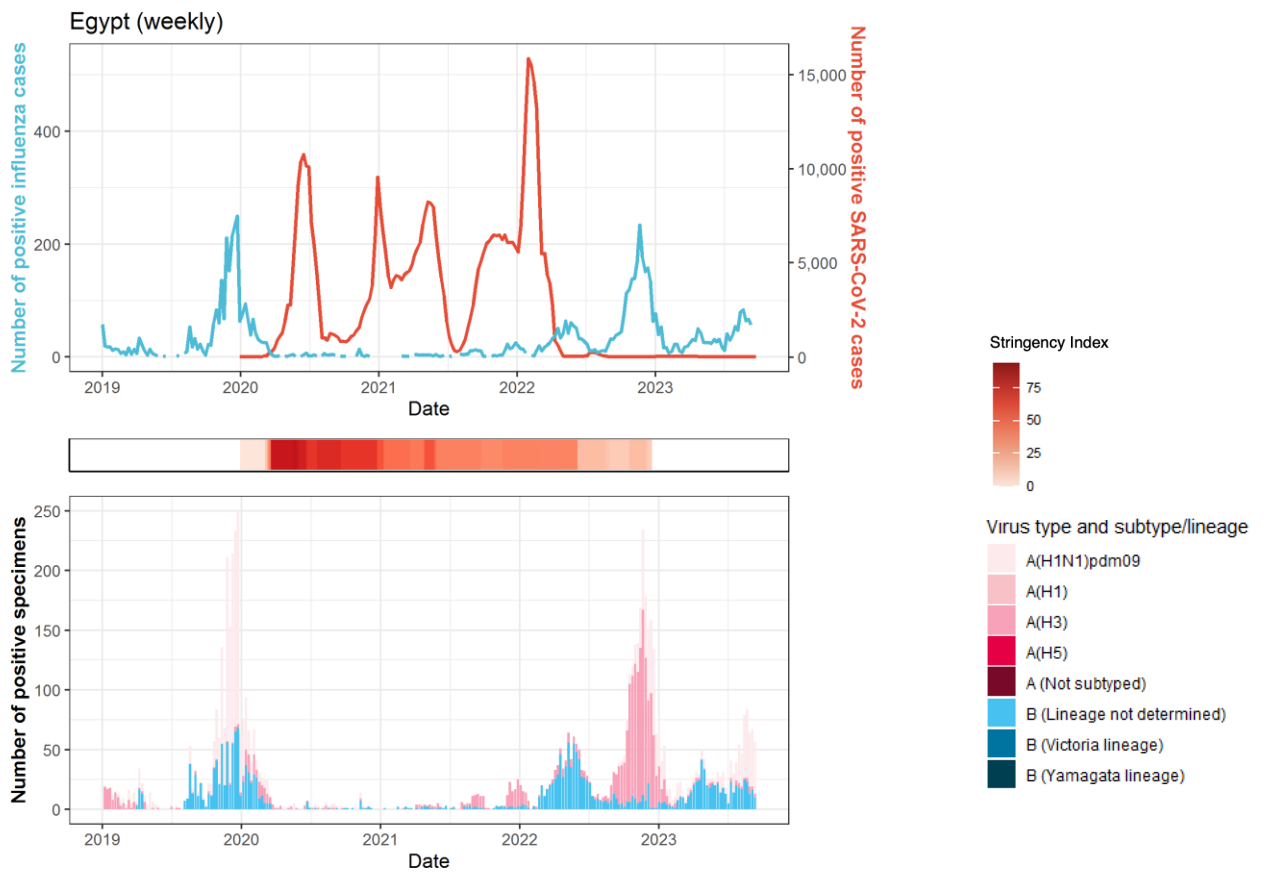 Egypt (weekly)
Number of positive influenza cases
400
200
0
15,000
10,000
5,000
0
Number of positive SARS-CoV-2 cases
2019 2020 2021 2022 2023
Date
Stringency Index
75
50
25
0
Number of positive specimens
250
200
150
100
50
0
2019 2020 2021 2022 2023
Date
Virus type and subtype/lineage
A(H1N1)pdm09
A(H1)
A(H3)
A(H5)
A (Not subtyped)
B (Lineage not determined)
B (Victoria lineage)
B (Yamagata lineage)